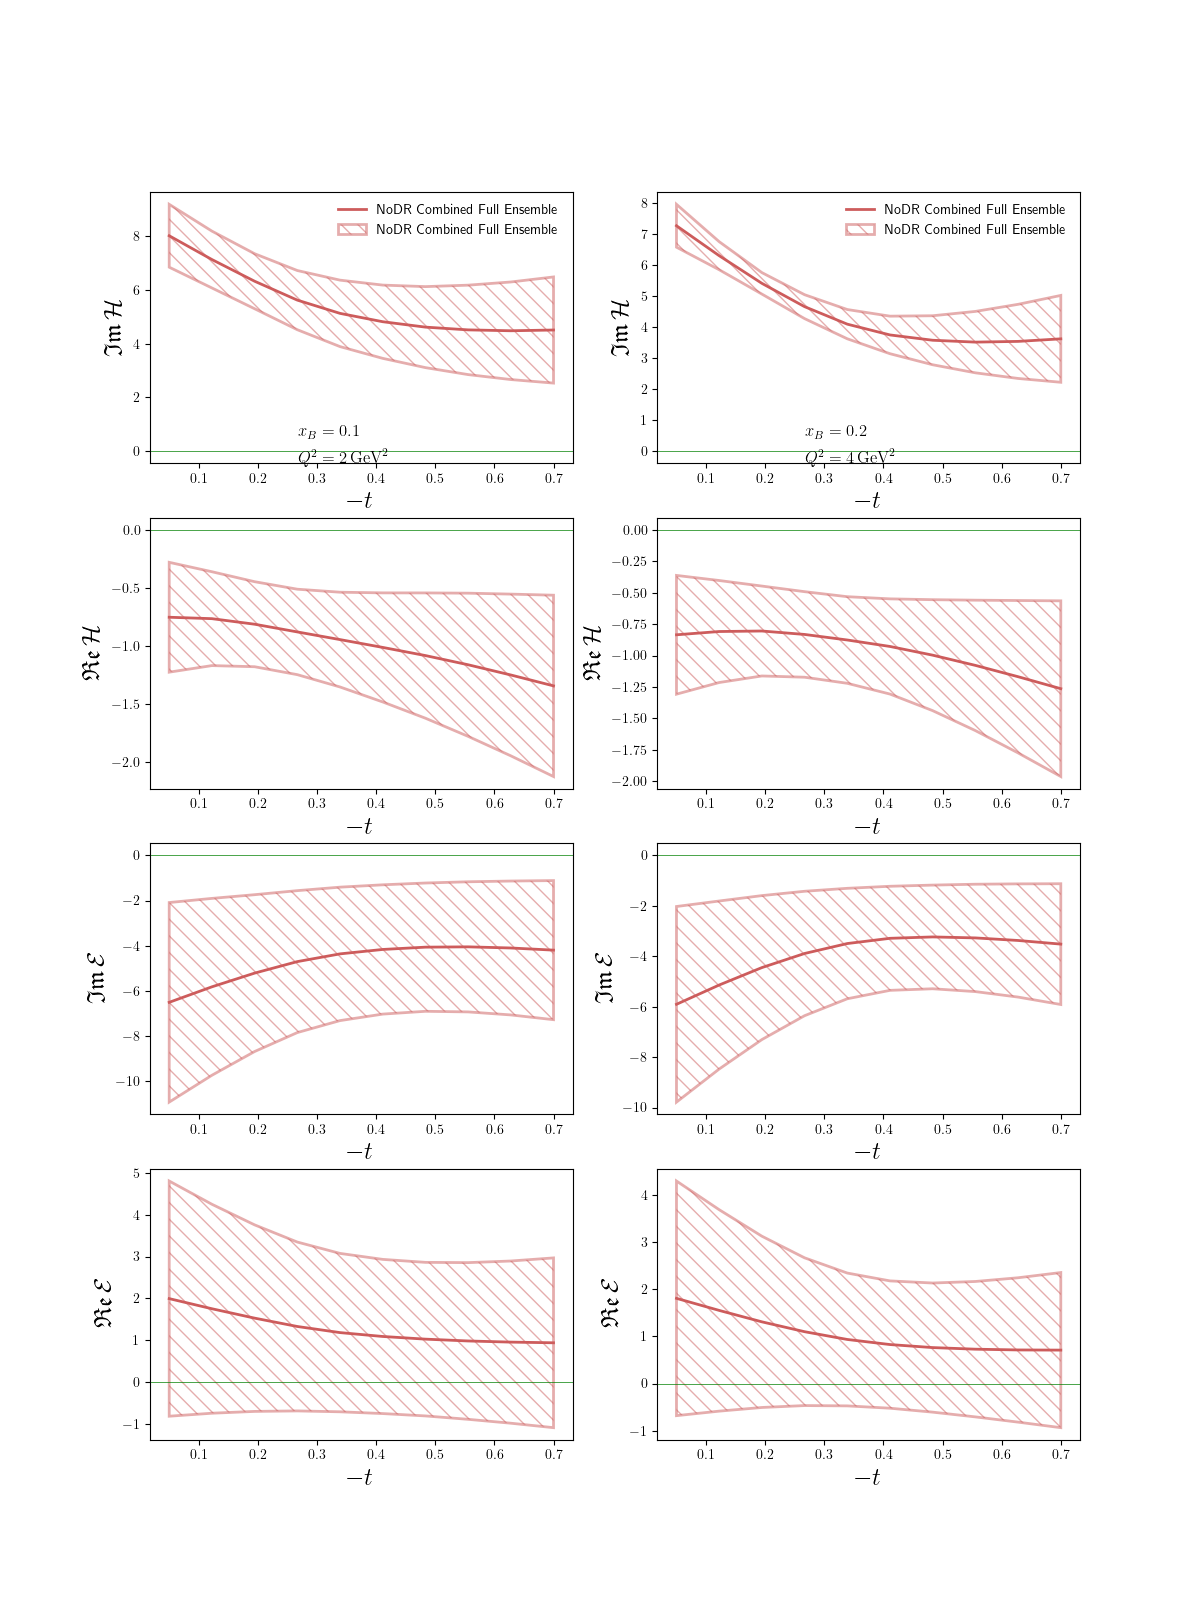 NoDR Combined Full Ensemble
NoDR Combined Full Ensemble
8
6
4
2
0
ℑ𝔪 ℋ
x_B = 0.1
Q² = 2 GeV²
0.1 0.2 0.3 0.4 0.5 0.6 0.7
−t
NoDR Combined Full Ensemble
NoDR Combined Full Ensemble
8
7
6
5
4
3
2
1
0
ℑ𝔪 ℋ
x_B = 0.2
Q² = 4 GeV²
0.1 0.2 0.3 0.4 0.5 0.6 0.7
−t
0.0
−0.5
−1.0
−1.5
−2.0
ℜ𝔢 ℋ
0.1 0.2 0.3 0.4 0.5 0.6 0.7
−t
0.00
−0.25
−0.50
−0.75
−1.00
−1.25
−1.50
−1.75
−2.00
ℜ𝔢 ℋ
0.1 0.2 0.3 0.4 0.5 0.6 0.7
−t
0
−2
−4
−6
−8
−10
ℑ𝔪 ℰ
0.1 0.2 0.3 0.4 0.5 0.6 0.7
−t
0
−2
−4
−6
−8
−10
ℑ𝔪 ℰ
0.1 0.2 0.3 0.4 0.5 0.6 0.7
−t
5
4
3
2
1
0
−1
ℜ𝔢 ℰ
0.1 0.2 0.3 0.4 0.5 0.6 0.7
−t
4
3
2
1
0
−1
ℜ𝔢 ℰ
0.1 0.2 0.3 0.4 0.5 0.6 0.7
−t